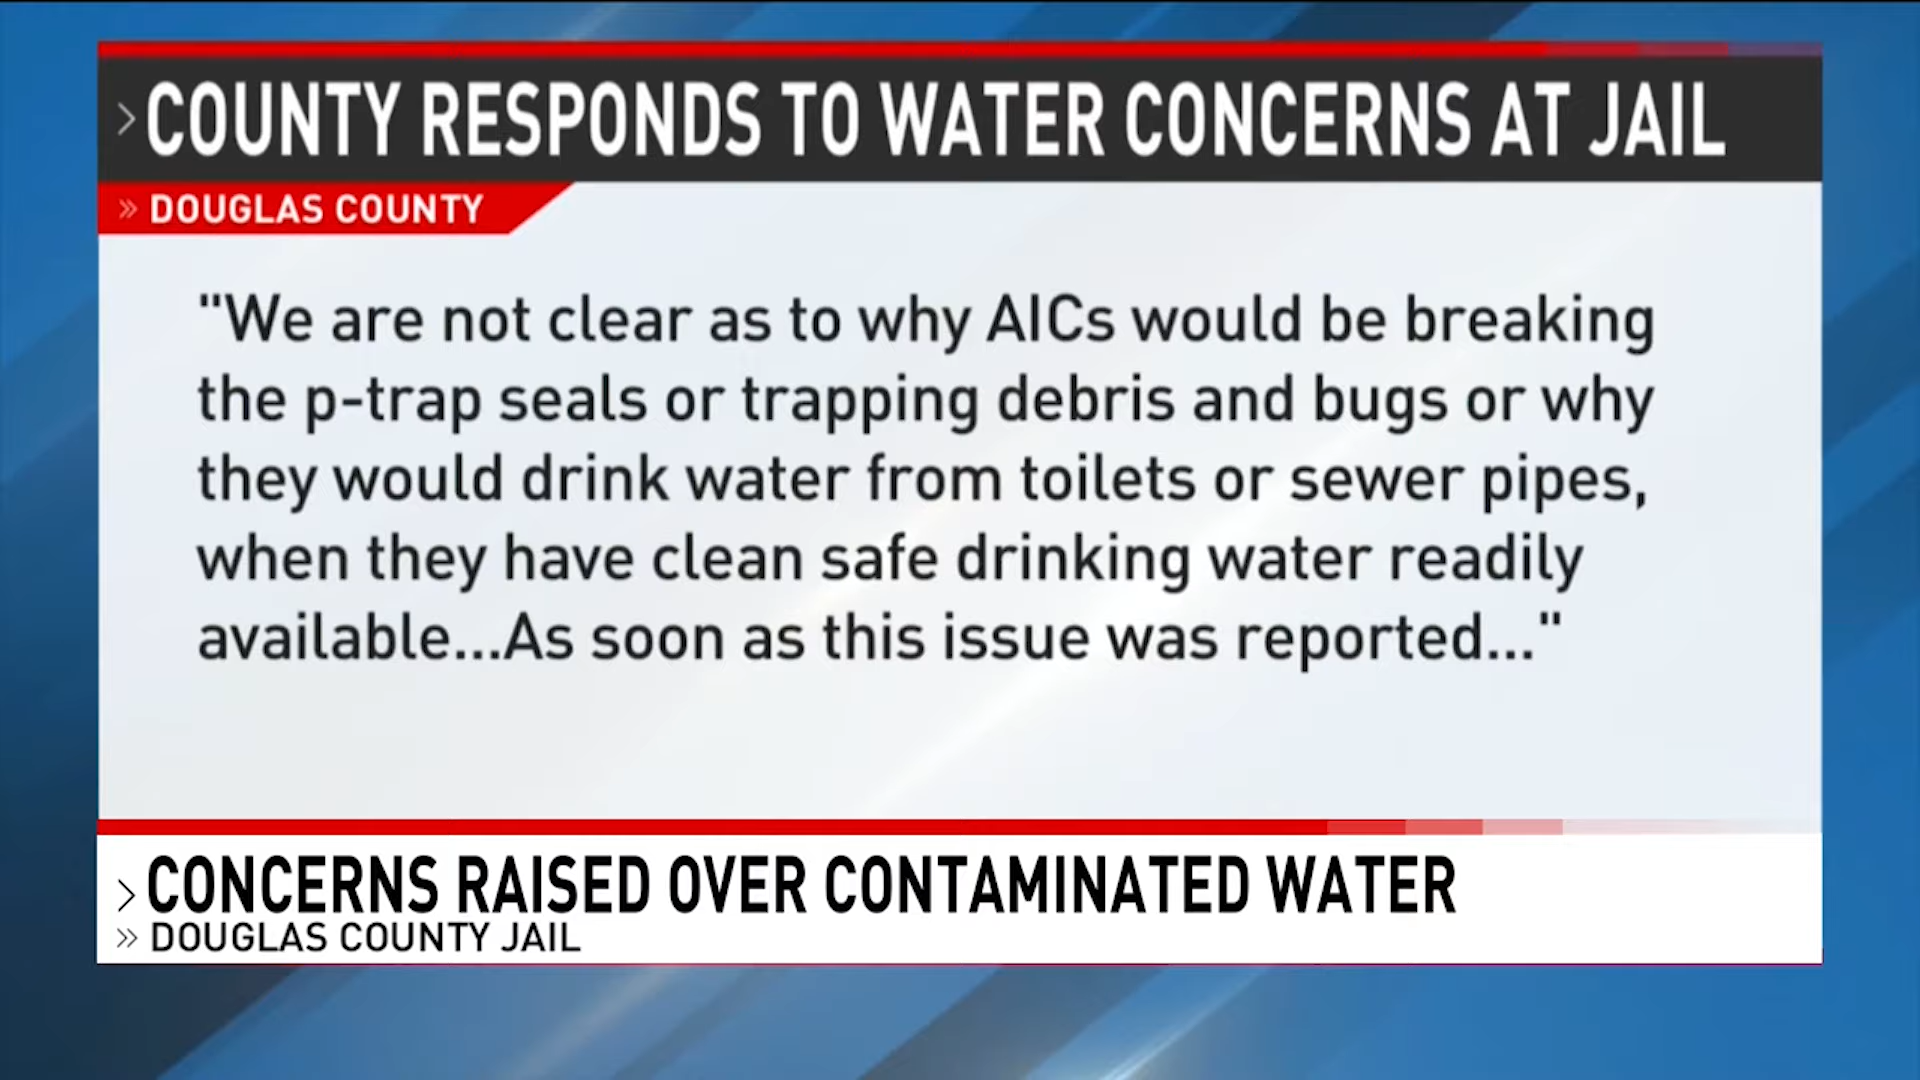 COUNTY RESPONDS TO WATER CONCERNS AT JAIL
DOUGLAS COUNTY
"We are not clear as to why AICs would be breaking
the p-trap seals or trapping debris and bugs or why
they would drink water from toilets or sewer pipes,
when they have clean safe drinking water readily
available...As soon as this issue was reported..."
CONCERNS RAISED OVER CONTAMINATED WATER
DOUGLAS COUNTY JAIL